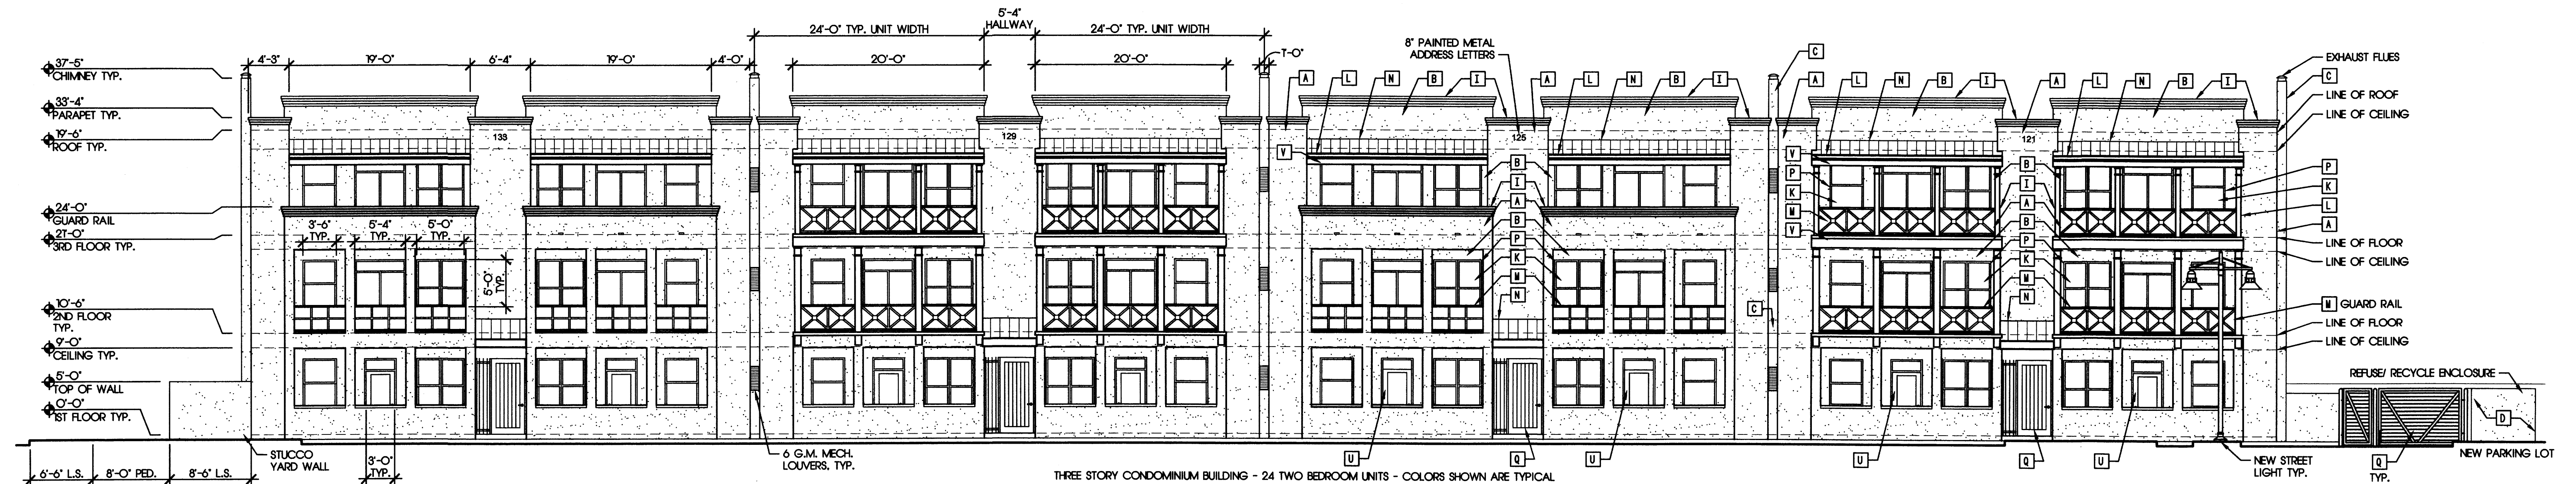 5'-4"
HALLWAY
24'-0" TYP. UNIT WIDTH
24'-0" TYP. UNIT WIDTH
4'-3"
19'-0"
6'-4"
19'-0"
4'-0"
20'-0"
20'-0"
T-0"
8" PAINTED METAL
ADDRESS LETTERS
C
EXHAUST FLUES
C
LINE OF ROOF
LINE OF CEILING
37'-5"
CHIMNEY TYP.
33'-4"
PARAPET TYP.
19'-6"
ROOF TYP.
24'-0"
GUARD RAIL
2T-0"
3RD FLOOR TYP.
10'-6"
2ND FLOOR
TYP.
9'-0"
CEILING TYP.
5'-0"
TOP OF WALL
0'-0"
1ST FLOOR TYP.
A L N B I A L N B I A L N B I A L N B I
133
129
125
121
V
B
I
A
B
P
K
M
N
V
P
K
M
V
B
I
A
B
P
K
M
N
P
K
L
A
LINE OF FLOOR
LINE OF CEILING
M GUARD RAIL
LINE OF FLOOR
LINE OF CEILING
3'-6"
TYP.
5'-4"
TYP.
5'-0"
TYP.
5'-0"
TYP.
C
REFUSE/ RECYCLE ENCLOSURE
D
6'-6" L.S.
8'-0" PED.
8'-6" L.S.
STUCCO
YARD WALL
3'-0"
TYP.
6 G.M. MECH.
LOUVERS, TYP.
U
Q
U
U
Q
U
NEW STREET
LIGHT TYP.
Q
TYP.
NEW PARKING LOT
THREE STORY CONDOMINIUM BUILDING - 24 TWO BEDROOM UNITS - COLORS SHOWN ARE TYPICAL